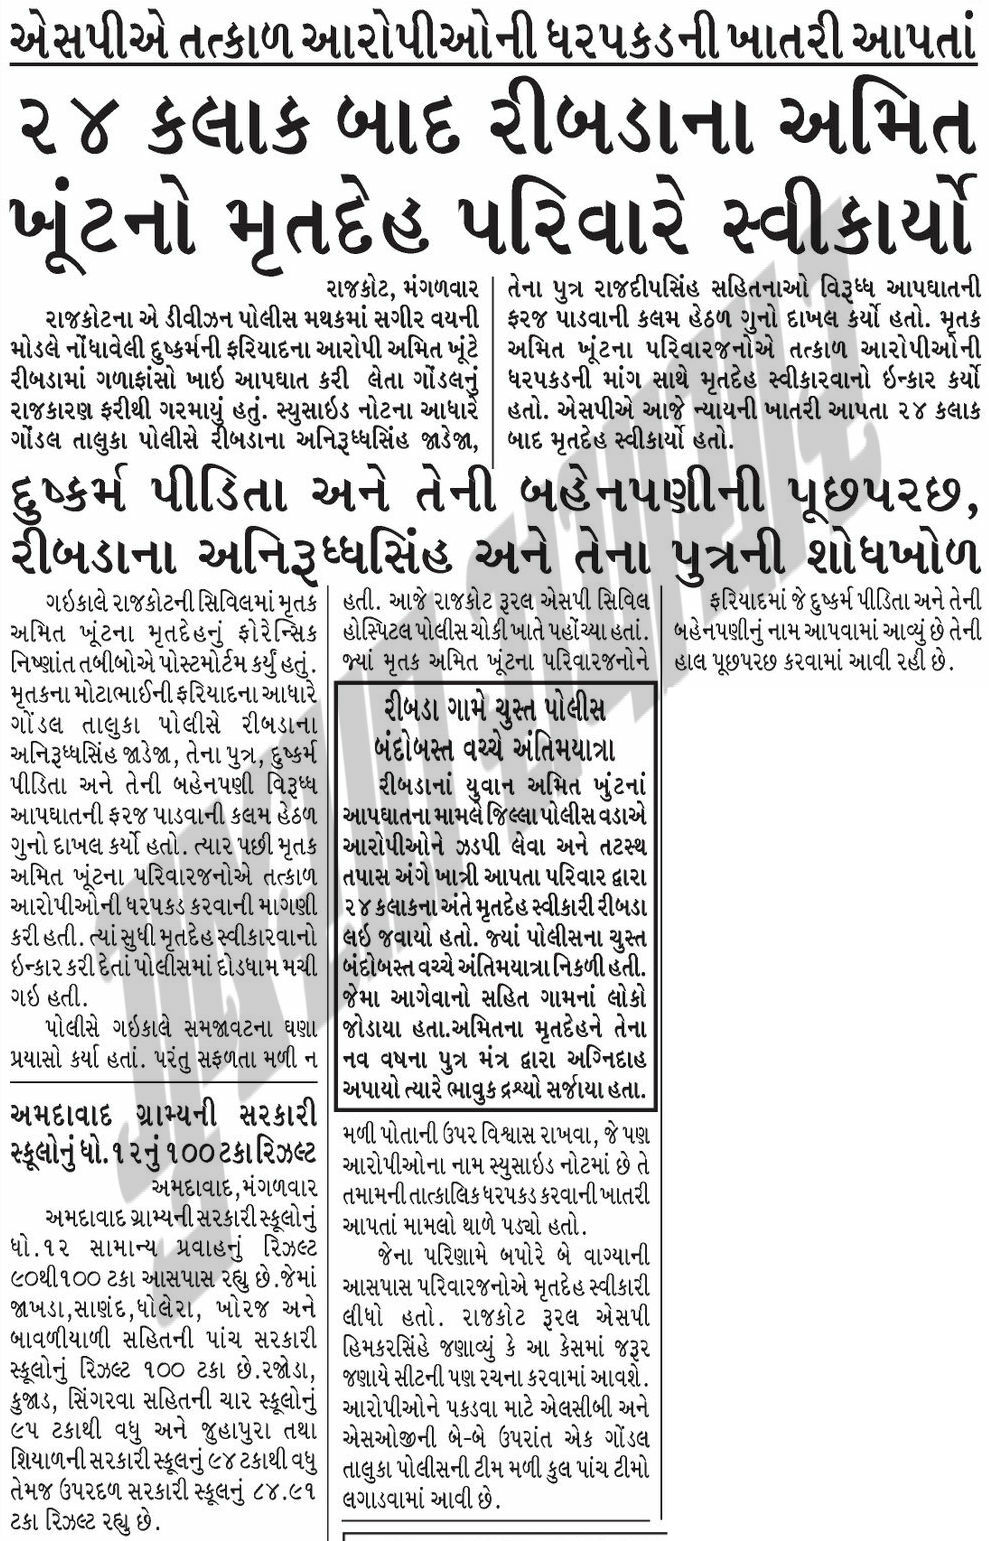 એસપીએ તત્કાળ આરોપીઓની ધરપકડની ખાતરી આપતાં
૨૪ કલાક બાદ રીબડાના અમિત
ખૂંટનો મૃતદેહ પરિવારે સ્વીકાર્યો
રાજકોટ, મંગળવાર
રાજકોટના એ ડીવીઝન પોલીસ મથકમાં સગીર વયની
મોડલે નોંધાવેલી દુષ્કર્મની ફરિયાદના આરોપી અમિત ખૂંટે
રીબડામાં ગળાફાંસો ખાઇ આપઘાત કરી લેતા ગોંડલનું
રાજકારણ ફરીથી ગરમાયું હતું. સ્યુસાઇડ નોટના આધારે
ગોંડલ તાલુકા પોલીસે રીબડાના અનિરૂધ્ધસિંહ જાડેજા,
તેના પુત્ર રાજદીપસિંહ સહિતનાઓ વિરૂધ્ધ આપઘાતની
ફરજ પાડવાની કલમ હેઠળ ગુનો દાખલ કર્યો હતો. મૃતક
અમિત ખૂંટના પરિવારજનોએ તત્કાળ આરોપીઓની
ધરપકડની માંગ સાથે મૃતદેહ સ્વીકારવાનો ઇન્કાર કર્યો
હતો. એસપીએ આજે ન્યાયની ખાતરી આપતા ૨૪ કલાક
બાદ મૃતદેહ સ્વીકાર્યો હતો.
દુષ્કર્મ પીડિતા અને તેની બહેનપણીની પૂછપરછ,
રીબડાના અનિરૂધ્ધસિંહ અને તેના પુત્રની શોધખોળ
ગઇકાલે રાજકોટની સિવિલમાં મૃતક
અમિત ખૂંટના મૃતદેહનું ફોરેન્સિક
નિષ્ણાંત તબીબોએ પોસ્ટમોર્ટમ કર્યું હતું.
મૃતકના મોટાભાઈની ફરિયાદના આધારે
ગોંડલ તાલુકા પોલીસે રીબડાના
અનિરૂધ્ધસિંહ જાડેજા, તેના પુત્ર, દુષ્કર્મ
પીડિતા અને તેની બહેનપણી વિરૂધ્ધ
આપઘાતની ફરજ પાડવાની કલમ હેઠળ
ગુનો દાખલ કર્યો હતો. ત્યાર પછી મૃતક
અમિત ખૂંટના પરિવારજનોએ તત્કાળ
આરોપીઓની ધરપકડ કરવાની માગણી
કરી હતી. ત્યાં સુધી મૃતદેહ સ્વીકારવાનો
ઇન્કાર કરી દેતાં પોલીસમાં દોડધામ મચી
ગઇ હતી.
પોલીસે ગઇકાલે સમજાવટના ઘણા
પ્રયાસો કર્યા હતાં. પરંતુ સફળતા મળી ન
હતી. આજે રાજકોટ રૂરલ એસપી સિવિલ
હોસ્પિટલ પોલીસ ચોકી ખાતે પહોંચ્યા હતાં.
જ્યાં મૃતક અમિત ખૂંટના પરિવારજનોને
મળી પોતાની ઉપર વિશ્વાસ રાખવા, જે પણ
આરોપીઓના નામ સ્યુસાઇડ નોટમાં છે તે
તમામની તાત્કાલિક ધરપકડ કરવાની ખાતરી
આપતાં મામલો થાળે પડ્યો હતો.
જેના પરિણામે બપોરે બે વાગ્યાની
આસપાસ પરિવારજનોએ મૃતદેહ સ્વીકારી
લીધો હતો. રાજકોટ રૂરલ એસપી
હિમકરસિંહે જણાવ્યું કે આ કેસમાં જરૂર
જણાયે સીટની પણ રચના કરવામાં આવશે.
આરોપીઓને પકડવા માટે એલસીબી અને
એસઓજીની બે-બે ઉપરાંત એક ગોંડલ
તાલુકા પોલીસની ટીમ મળી કુલ પાંચ ટીમો
લગાડવામાં આવી છે.
ફરિયાદમાં જે દુષ્કર્મ પીડિતા અને તેની
બહેનપણીનું નામ આપવામાં આવ્યું છે તેની
હાલ પૂછપરછ કરવામાં આવી રહી છે.
રીબડા ગામે ચુસ્ત પોલીસ
બંદોબસ્ત વચ્ચે અંતિમયાત્રા
રીબડાનાં યુવાન અમિત ખુંટનાં
આપઘાતના મામલે જિલ્લા પોલીસ વડાએ
આરોપીઓને ઝડપી લેવા અને તટસ્થ
તપાસ અંગે ખાત્રી આપતા પરિવાર દ્વારા
૨૪ કલાકના અંતે મૃતદેહ સ્વીકારી રીબડા
લઇ જવાયો હતો. જ્યાં પોલીસના ચુસ્ત
બંદોબસ્ત વચ્ચે અંતિમયાત્રા નિકળી હતી.
જેમા આગેવાનો સહિત ગામનાં લોકો
જોડાયા હતા.અમિતના મૃતદેહને તેના
નવ વષના પુત્ર મંત્ર દ્વારા અગ્નિદાહ
અપાયો ત્યારે ભાવુક દ્રશ્યો સર્જાયા હતા.
અમદાવાદ ગ્રામ્યની સરકારી
સ્કૂલોનું ધો.૧૨નું ૧૦૦ ટકા રિઝલ્ટ
અમદાવાદ,મંગળવાર
અમદાવાદ ગ્રામ્યની સરકારી સ્કૂલોનું
ધો.૧૨ સામાન્ય પ્રવાહનું રિઝલ્ટ
૯૦થી૧૦૦ ટકા આસપાસ રહ્યુ છે.જેમાં
જાખડા,સાણંદ,ધોલેરા, ખોરજ અને
બાવળીયાળી સહિતની પાંચ સરકારી
સ્કૂલોનું રિઝલ્ટ ૧૦૦ ટકા છે.રજોડા,
કુજાડ, સિંગરવા સહિતની ચાર સ્કૂલોનું
૯૫ ટકાથી વધુ અને જુહાપુરા તથા
શિયાળની સરકારી સ્કૂલનું ૯૪ ટકાથી વધુ
તેમજ ઉપરદળ સરકારી સ્કૂલનું ૮૪.૯૧
ટકા રિઝલ્ટ રહ્યુ છે.
ગુજરાત સમાચાર